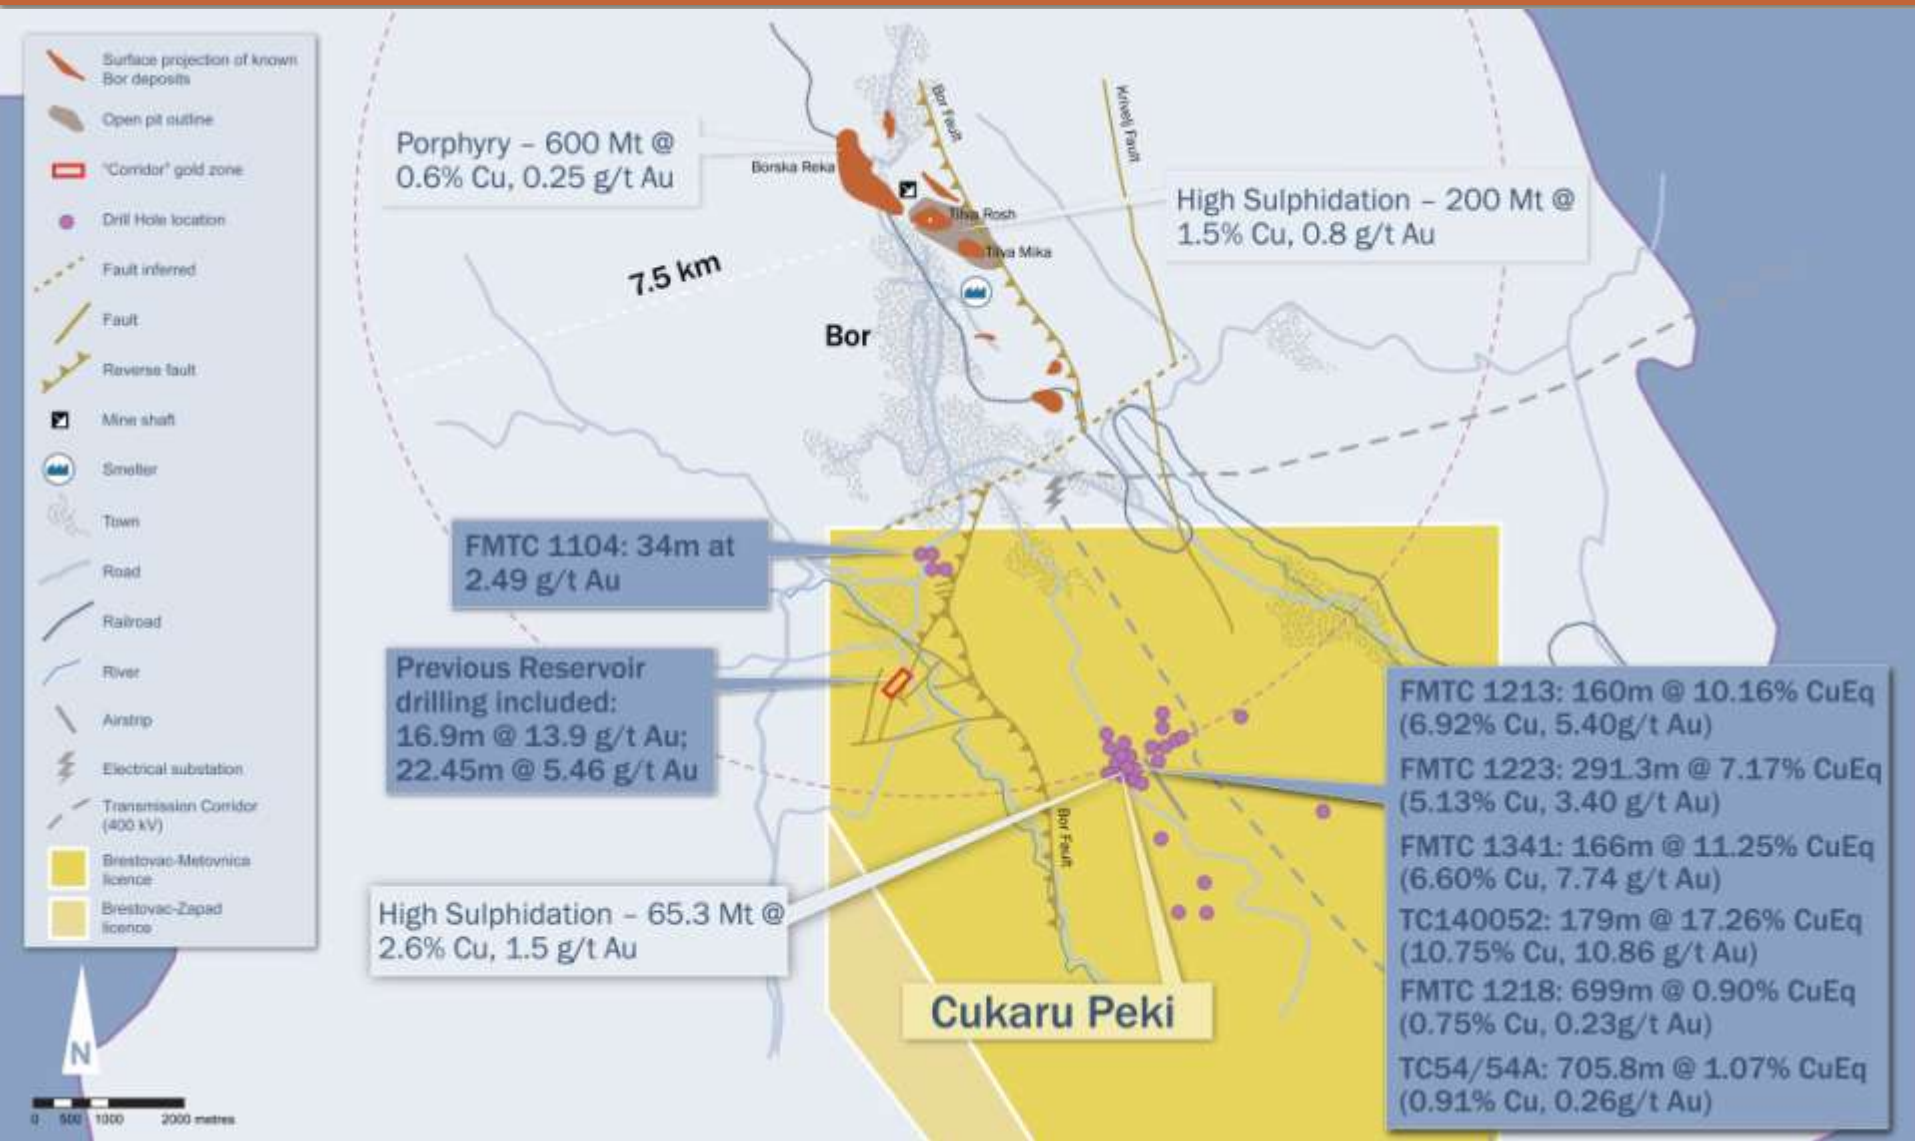 Surface projection of known
Bor deposits
Open pit outline
"Corridor" gold zone
Drill Hole location
Fault inferred
Fault
Reverse fault
Mine shaft
Smelter
Town
Road
Railroad
River
Airstrip
Electrical substation
Transmission Corridor
(400 kV)
Brestovac-Metovnica
licence
Brestovac-Zapad
licence
N
0 500 1000 2000 metres
Porphyry – 600 Mt @
0.6% Cu, 0.25 g/t Au
Borska Reka
Bor Fault
Krivelj Fault
Tilva Rosh
Tilva Mika
High Sulphidation – 200 Mt @
1.5% Cu, 0.8 g/t Au
7.5 km
Bor
FMTC 1104: 34m at
2.49 g/t Au
Previous Reservoir
drilling included:
16.9m @ 13.9 g/t Au;
22.45m @ 5.46 g/t Au
Bor Fault
High Sulphidation – 65.3 Mt @
2.6% Cu, 1.5 g/t Au
Cukaru Peki
FMTC 1213: 160m @ 10.16% CuEq
(6.92% Cu, 5.40g/t Au)
FMTC 1223: 291.3m @ 7.17% CuEq
(5.13% Cu, 3.40 g/t Au)
FMTC 1341: 166m @ 11.25% CuEq
(6.60% Cu, 7.74 g/t Au)
TC140052: 179m @ 17.26% CuEq
(10.75% Cu, 10.86 g/t Au)
FMTC 1218: 699m @ 0.90% CuEq
(0.75% Cu, 0.23g/t Au)
TC54/54A: 705.8m @ 1.07% CuEq
(0.91% Cu, 0.26g/t Au)